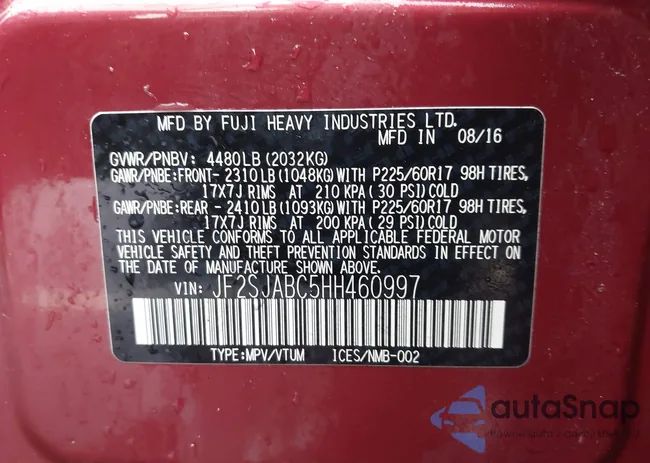 MFD BY FUJI HEAVY INDUSTRIES LTD.
MFD IN 08/16
GVWR/PNBV: 4480LB(2032KG)
GAWR/PNBE:FRONT-2310LB(1048KG)WITH P225/60R17 98H TIRES,
17X7J RIMS AT 210 KPA(30 PSI)COLD
GAWR/PNBE:REAR -2410LB(1093KG)WITH P225/60R17 98H TIRES,
17X7J RIMS AT 200 KPA(29 PSI)COLD
THIS VEHICLE CONFORMS TO ALL APPLICABLE FEDERAL MOTOR
VEHICLE SAFETY AND THEFT PREVENTION STANDARDS IN EFFECT ON
THE DATE OF MANUFACTURE SHOWN ABOVE.
VIN: JF2SJABC5HH460997
TYPE:MPV/VTUM ICES/NMB-002
autaSnap